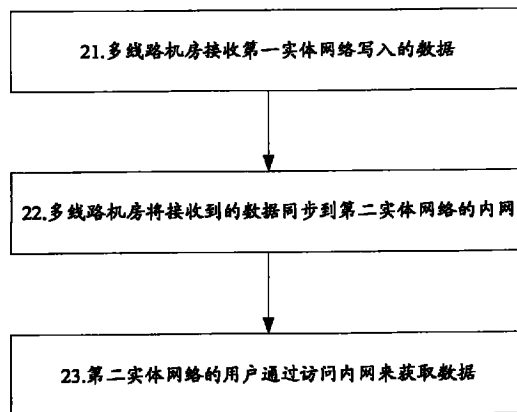 21.多线路机房接收第一实体网络写入的数据
22.多线路机房将接收到的数据同步到第二实体网络的内网
23.第二实体网络的用户通过访问内网来获取数据